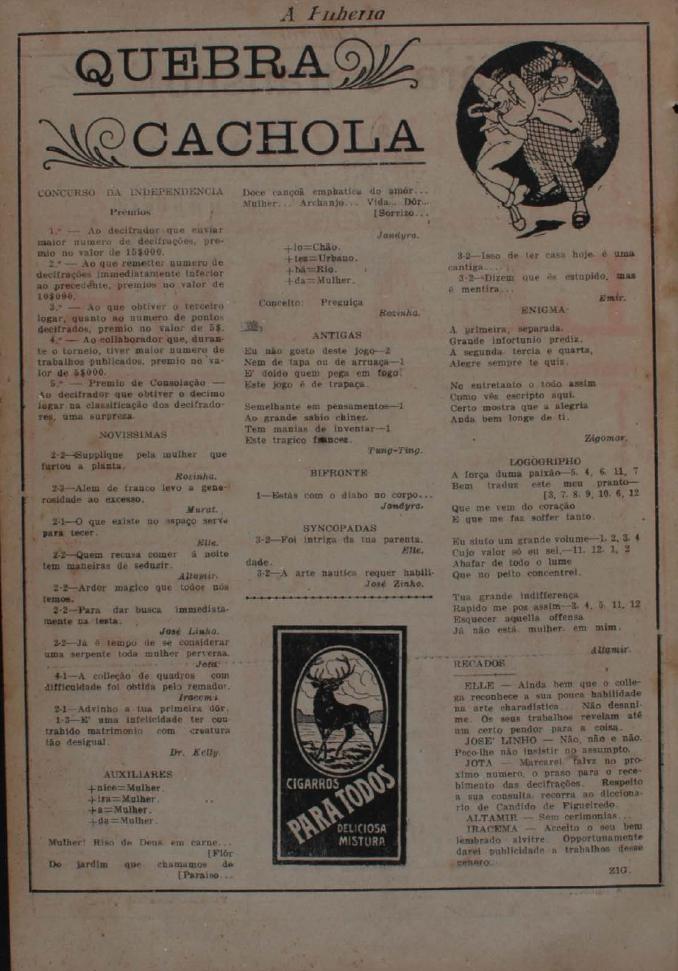 A Fuherta
QUEBRA
CACHOLA
CONCURSO DA INDEPENDENCIA
Premios
1.º — Ao decifrador que enviar
maior numero de decifrações, pre-
mio no valor de 15$000.
2.º — Ao que remetter numero de
decifrações immediatamente inferior
ao precedente, premios no valor de
10$000.
3.º — Ao que obtiver o terceiro
logar, quanto ao numero de pontos
decifrados, premio no valor de 5$.
4.º — Ao collaborador que, duran-
te o torneio, tiver maior numero de
trabalhos publicados, premio no va-
lor de 5$000.
5.º — Premio de Consolação —
Ao decifrador que obtiver o decimo
logar na classificação dos decifrado-
res, uma surpreza.
NOVISSIMAS
2-2—Supplique pela mulher que
furtou a planta.
Rozinha.
2-3—Alem de franco levo a gene-
rosidade ao excesso.
Murat.
2-1—O que existe no espaço serve
para tecer.
Elle.
2-2—Quem recusa comer á noite
tem maneiras de seduzir.
Altamir.
2-2—Ardor magico que todos nós
temos.
2-2—Para dar busca immediata-
mente na testa.
José Linho.
2-2—Já é tempo de se considerar
uma serpente toda mulher perversa.
Jota.
4-1—A collecção de quadros com
difficuldade foi obtida pelo remador.
Iracema
2-1—Advinho a tua primeira dôr.
1-3—E' uma infelicidade ter con-
trahido matrimonio com creatura
tão desigual.
Dr. Kelly.
AUXILIARES
+nice=Mulher.
+ira=Mulher.
+a=Mulher.
+da=Mulher.
Mulher! Riso de Deus em carne...
[Flôr
Do jardim que chamamos de
[Paraiso...
Doce canção emphatica do amôr...
Mulher... Archanjo... Vida... Dôr...
[Sorrizo...
Jandyra.
+lo=Chão.
+tez=Urbano.
+bá=Rio.
+da=Mulher.
Conceito: Preguiça
Rozinha.
ANTIGAS
Eu não gosto deste jogo—2
Nem de tapa ou de arruaça—1
E' doido quem pega em fogo:
Este jogo é de trapaça.
Semelhante em pensamentos—1
Ao grande sabio chinez.
Tem manias de inventar—1
Este tragico francez.
Tung-Ting.
BIFRONTE
1—Estás com o diabo no corpo...
Jandyra.
SYNCOPADAS
3-2—Foi intriga da tua parenta.
Elle.
dade.
3-2—A arte nautica requer habili-
José Zinho.
CIGARROS
PARA TODOS
DELICIOSA
MISTURA
3-2—Isso de ter casa hoje é uma
cantiga....
3-2—Dizem que és estupido, mas
é mentira...
Emir.
ENIGMA
A primeira, separada.
Grande infortunio prediz.
A segunda, tercia e quarta,
Alegre sempre te quiz.
No entretanto o todo assim
Como vês escripto aqui.
Certo mostra que a alegria
Anda bem longe de ti.
Zigomar.
LOGOGRIPHO
A força duma paixão—5, 4, 6, 11, 7
Bem traduz este meu pranto—
[3, 7, 8, 9, 10, 6, 12
Que me vem do coração
E que me faz soffer tanto.
Eu sinto um grande volume—1, 2, 3, 4
Cujo valor só eu sei,—11, 12, 1, 2
Abafar de todo o lume
Que no peito concentrei.
Tua grande indifferença
Rapido me poz assim—3, 4, 5, 11, 12
Esquecer aquella offensa
Já não está, mulher, em mim.
Altamir.
RECADOS
ELLE — Ainda bem que o colle-
ga reconhece a sua pouca habilidade
na arte charadistica... Não desani-
me. Os seus trabalhos revelam até
um certo pendor para a coisa.
JOSE' LINHO — Não, não e não.
Peço-lhe não insistir no assumpto.
JOTA — Marcarei, talvz no pro-
ximo numero, o praso para o rece-
bimento das decifrações. Respeito
a sua consulta, recorra ao dicciona-
rio de Candido de Figueiredo.
ALTAMIR — Sem cerimonias...
IRACEMA — Acceito o seu bem
lembrado alvitre. Opportunamente
darei publicidade a trabalhos desse
genero.
ZIG.